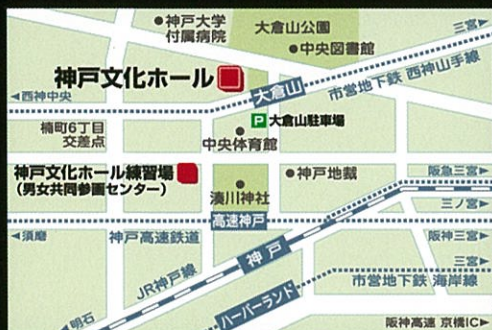 ●神戸大学
付属病院
大倉山公園
三宮▶
●中央図書館
神戸文化ホール
市営地下鉄 西神山手線
◀西神中央
大倉山
P 大倉山駐車場
楠町6丁目
交差点
中央体育館
神戸文化ホール練習場
(男女共同参画センター)
●神戸地裁
阪急三宮▶
湊川神社
三ノ宮▶
高速神戸
◀須磨
神戸高速鉄道
阪神三宮▶
神戸
三宮▶
JR神戸線
市営地下鉄 海岸線
ハーバーランド
◀明石
阪神高速 京橋IC▶